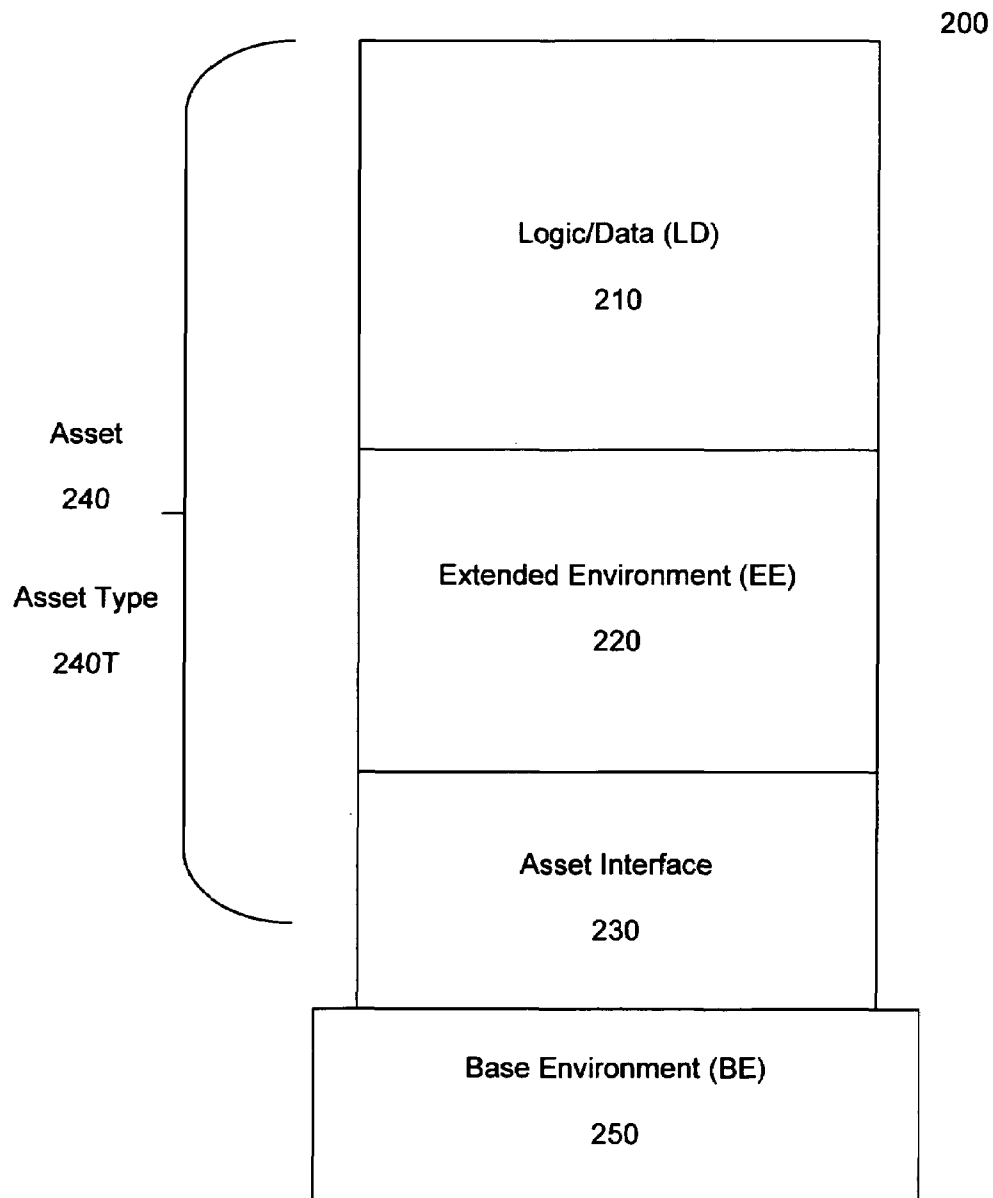 200
Logic/Data (LD)
210
Asset
240
Extended Environment (EE)
Asset Type
220
240T
Asset Interface
230
Base Environment (BE)
250